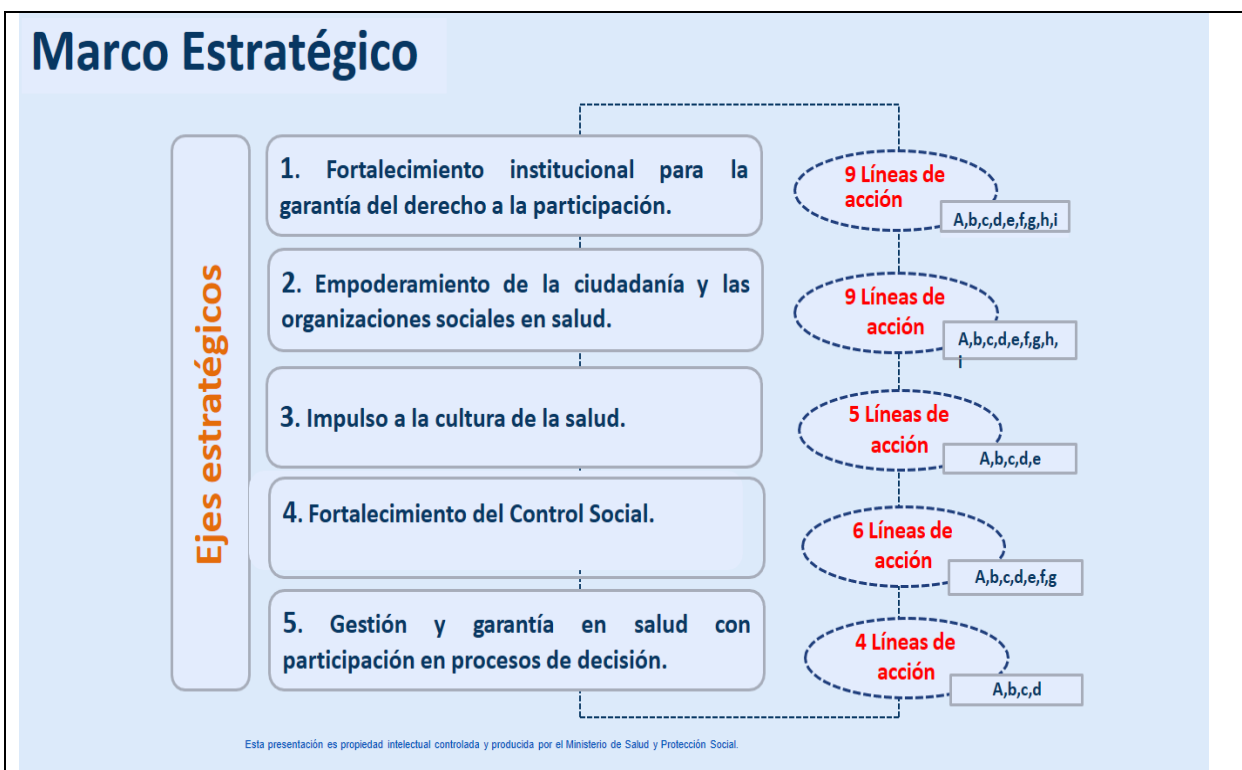 Marco Estratégico
Ejes estratégicos
1. Fortalecimiento institucional para la
garantía del derecho a la participación.
9 Líneas de
acción
A,b,c,d,e,f,g,h,i
2. Empoderamiento de la ciudadanía y las
organizaciones sociales en salud.
9 Líneas de
acción
A,b,c,d,e,f,g,h,
i
3. Impulso a la cultura de la salud.
5 Líneas de
acción
A,b,c,d,e
4. Fortalecimiento del Control Social.
6 Líneas de
acción
A,b,c,d,e,f,g
5. Gestión y garantía en salud con
participación en procesos de decisión.
4 Líneas de
acción
A,b,c,d
Esta presentación es propiedad intelectual controlada y producida por el Ministerio de Salud y Protección Social.